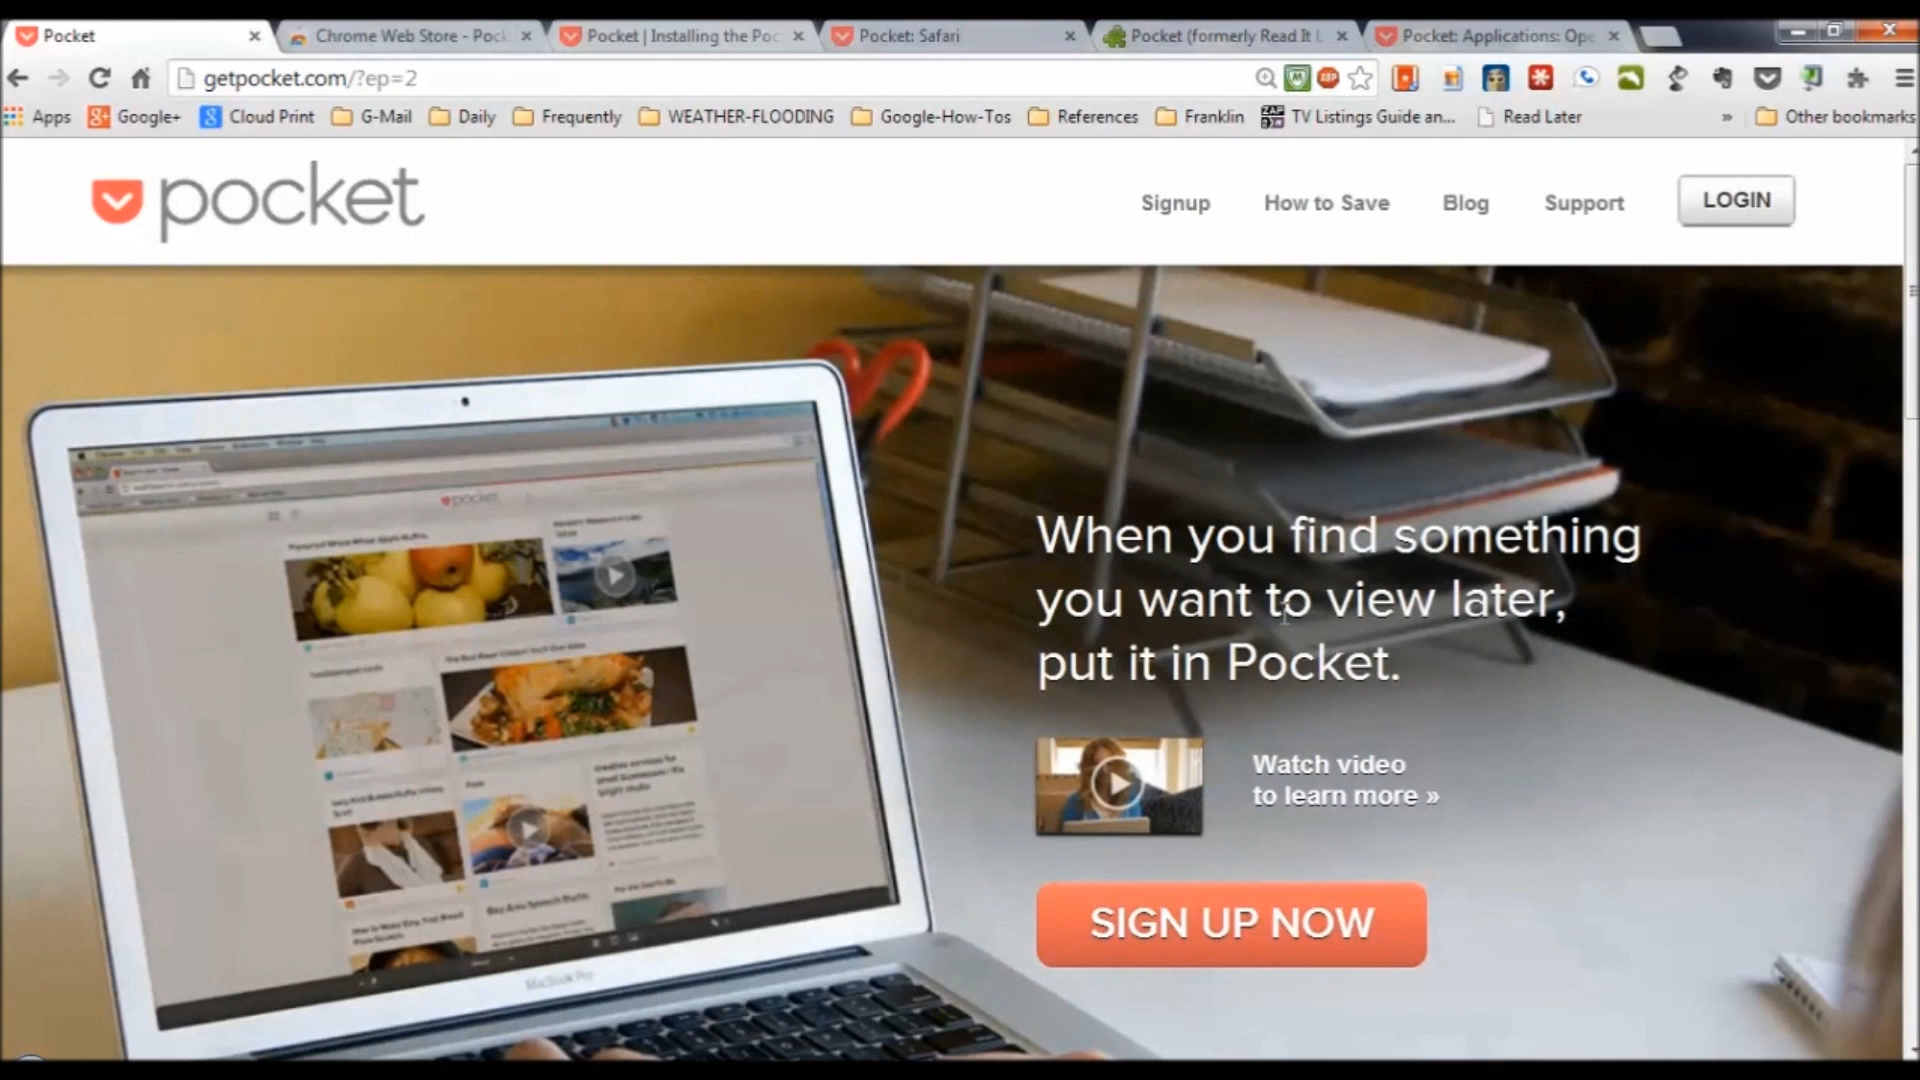 Pocket
Chrome Web Store - Pock
Pocket | Installing the Poc
Pocket: Safari
Pocket (formerly Read It L
Pocket: Applications: Ope
getpocket.com/?ep=2
Apps
Google+
Cloud Print
G-Mail
Daily
Frequently
WEATHER-FLOODING
Google-How-Tos
References
Franklin
TV Listings Guide an...
Read Later
»
Other bookmarks
pocket
Signup
How to Save
Blog
Support
LOGIN
pocket
When you find something
you want to view later,
put it in Pocket.
Watch video
to learn more »
SIGN UP NOW
MacBook Pro